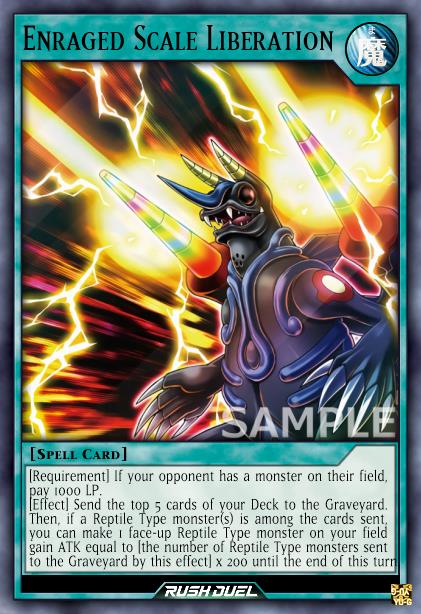 Enraged Scale Liberation
ま
魔
SAMPLE
[Spell Card]
[Requirement] If your opponent has a monster on their field,
pay 1000 LP.
[Effect] Send the top 5 cards of your Deck to the Graveyard.
Then, if a Reptile Type monster(s) is among the cards sent,
you can make 1 face-up Reptile Type monster on your field
gain ATK equal to [the number of Reptile Type monsters sent
to the Graveyard by this effect] x 200 until the end of this turn
RUSH DUEL